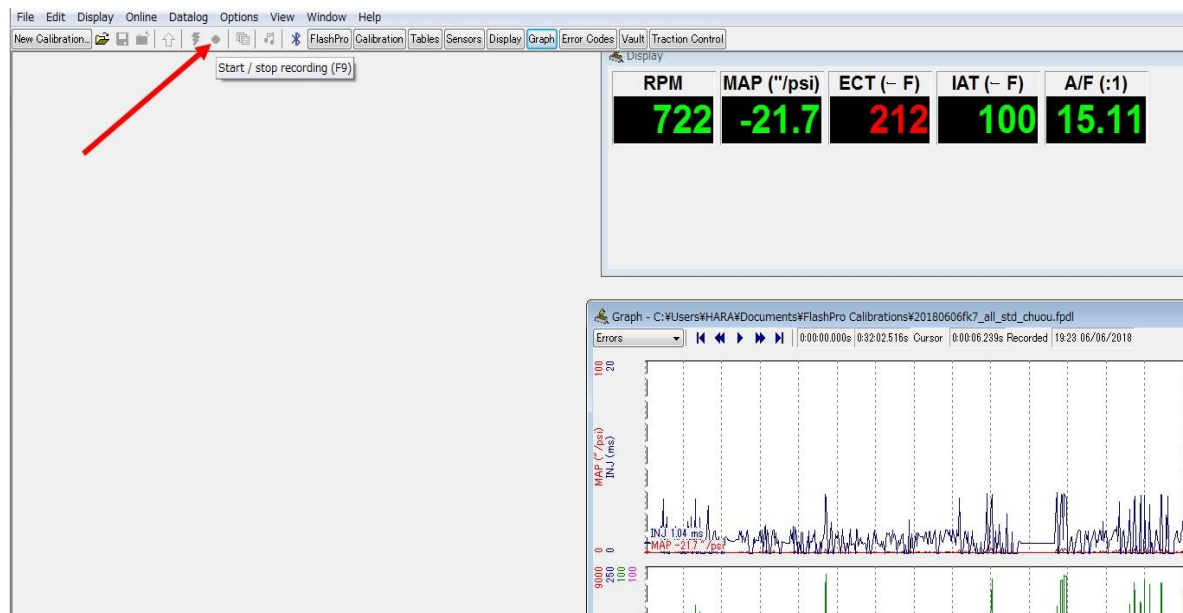 File Edit Display Online Datalog Options View Window Help
New Calibration... FlashPro Calibration Tables Sensors Display Graph Error Codes Vault Traction Control
Start / stop recording (F9)
Display
RPM MAP ("/psi) ECT (– F) IAT (– F) A/F (:1)
722 -21.7 212 100 15.11
Graph - C:¥Users¥HARA¥Documents¥FlashPro Calibrations¥20180606fk7_all_std_chuou.fpdl
Errors 0:00:00.000s 0:32:02.516s Cursor 0:00:06.239s Recorded 19:23 06/06/2018
100
20
MAP ("/psi)
INJ (ms)
INJ 1.04 ms
MAP -21.7 "/psi
0
0
9000
250
100
100